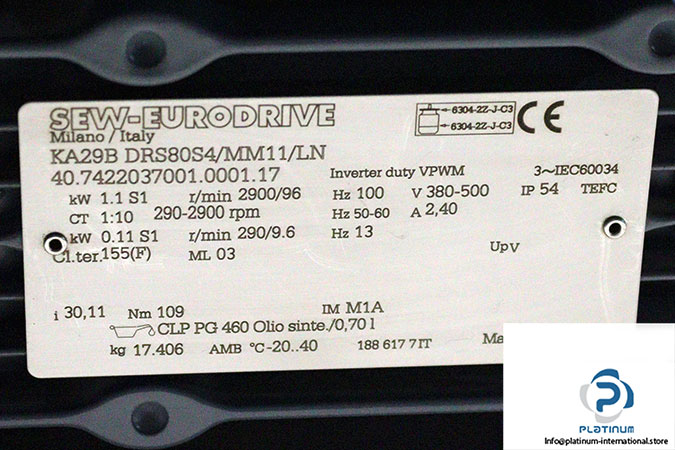 SEW-EURODRIVE
Milano / Italy
6304-2Z-J-C3
6304-2Z-J-C3
CE
KA29B DRS80S4/MM11/LN
40.7422037001.0001.17 Inverter duty VPWM 3~IEC60034
kW 1.1 S1 r/min 2900/96 Hz 100 V 380-500 IP 54 TEFC
CT 1:10 290-2900 rpm Hz 50-60 A 2,40
kW 0.11 S1 r/min 290/9.6 Hz 13
Cl.ter. 155(F) ML 03 UpV
i 30,11 Nm 109 IM M1A
CLP PG 460 Olio sinte./0,70 l
kg 17.406 AMB °C -20..40 188 617 7 IT
PLATINUM
Info@platinum-international.store